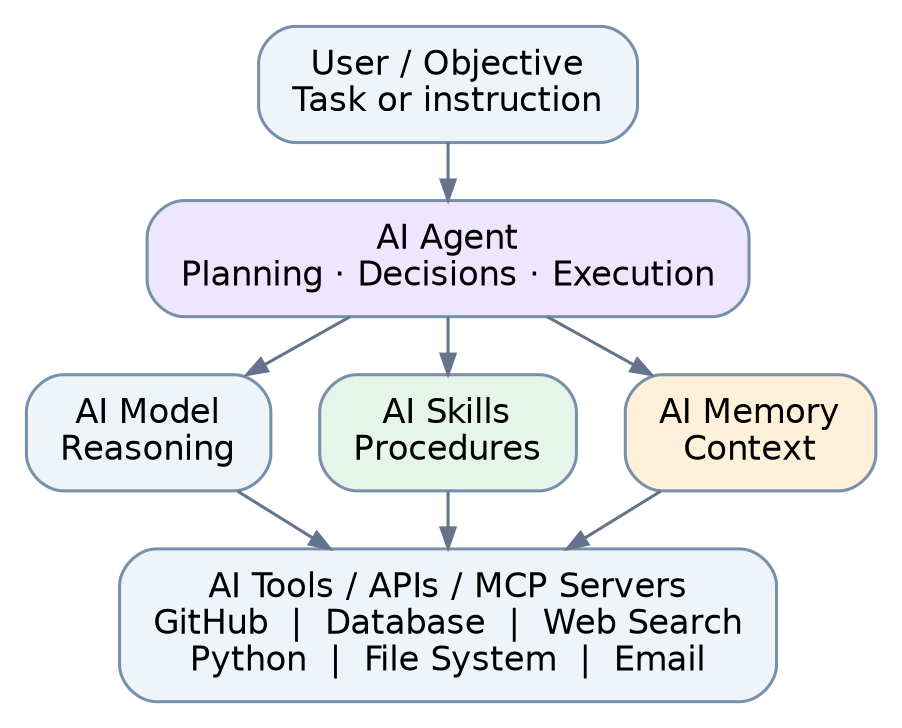 User / Objective
Task or instruction
AI Agent
Planning · Decisions · Execution
AI Model
Reasoning
AI Skills
Procedures
AI Memory
Context
AI Tools / APIs / MCP Servers
GitHub | Database | Web Search
Python | File System | Email